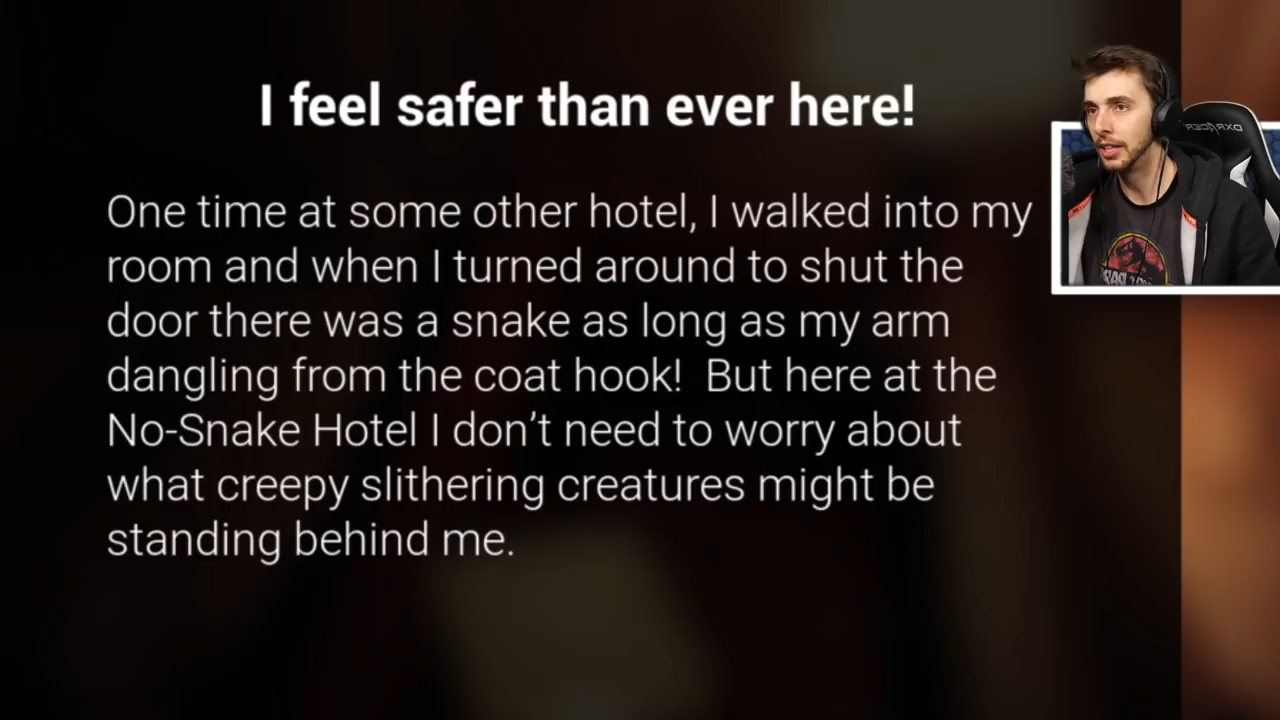 I feel safer than ever here!
One time at some other hotel, I walked into my
room and when I turned around to shut the
door there was a snake as long as my arm
dangling from the coat hook!  But here at the
No-Snake Hotel I don’t need to worry about
what creepy slithering creatures might be
standing behind me.
DXRACER